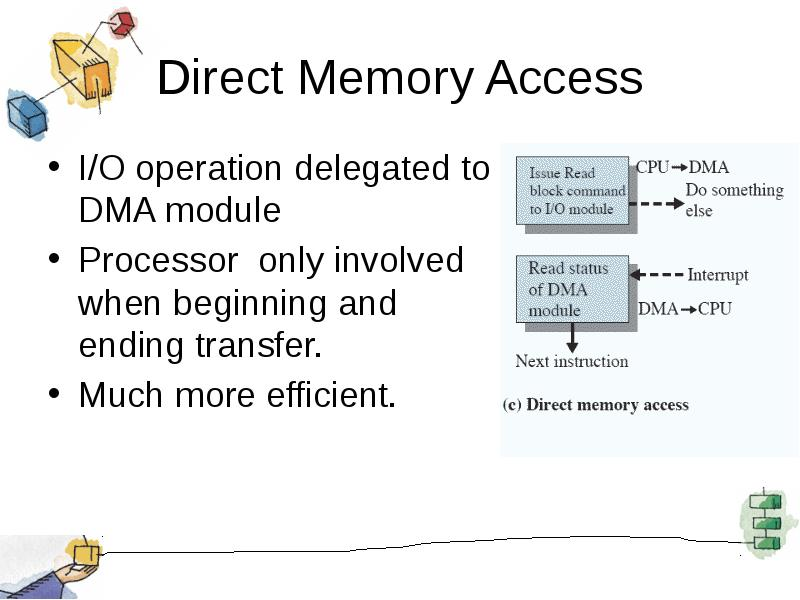 Direct Memory Access
• I/O operation delegated to
DMA module
• Processor  only involved
when beginning and
ending transfer.
• Much more efficient.
Issue Read
block command
to I/O module
CPU→DMA
Do something
else
Read status
of DMA
module
Interrupt
DMA→CPU
Next instruction
(c) Direct memory access